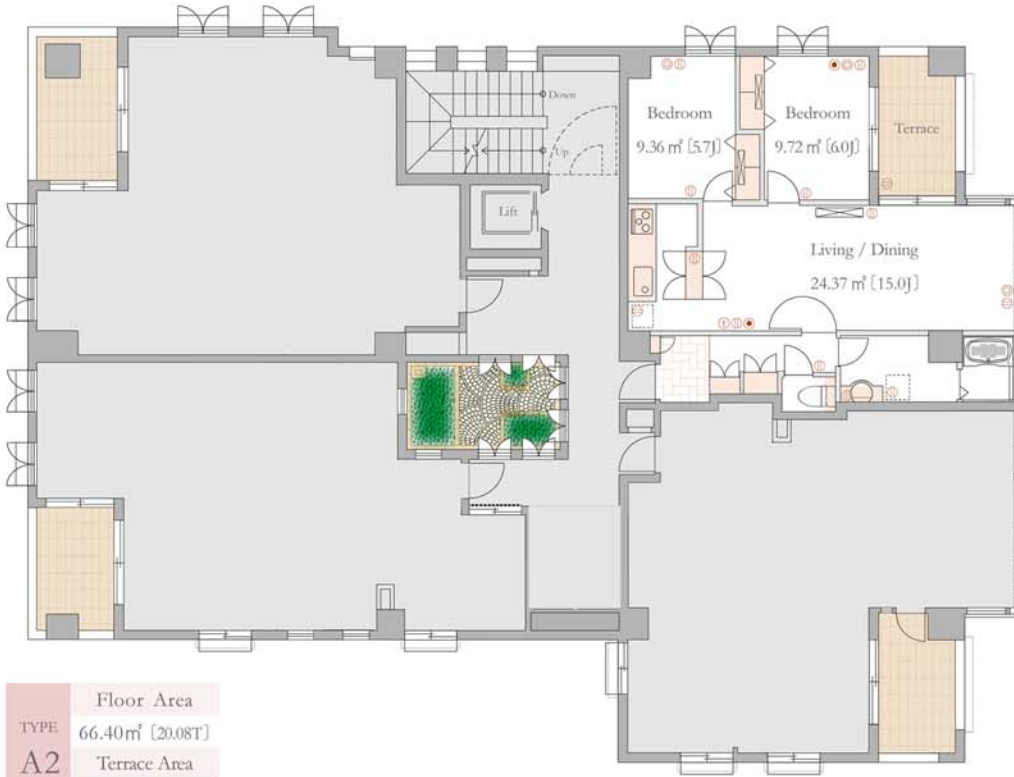 Down
Up
Lift
Bedroom
9.36㎡ [5.7J]
Bedroom
9.72㎡ [6.0J]
Terrace
Living / Dining
24.37㎡ [15.0J]
t
TYPE
A2
Floor Area
66.40㎡ [20.08T]
Terrace Area